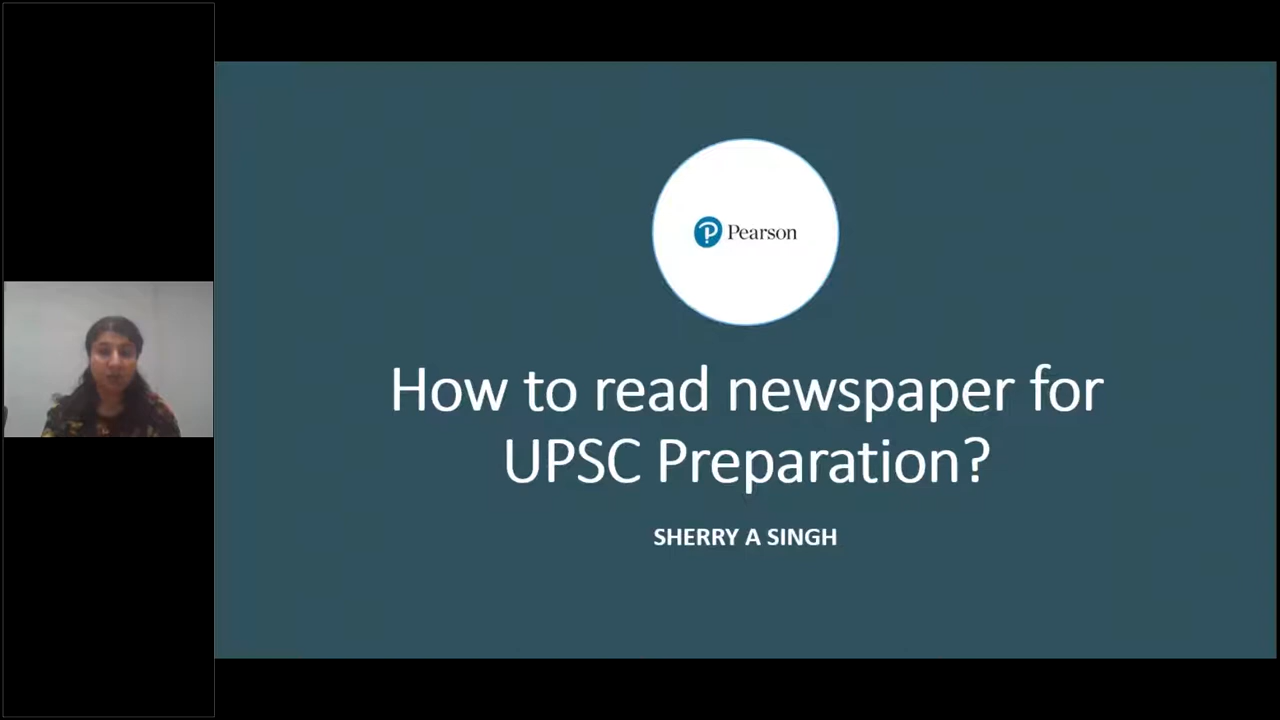 Pearson
How to read newspaper for
UPSC Preparation?
SHERRY A SINGH